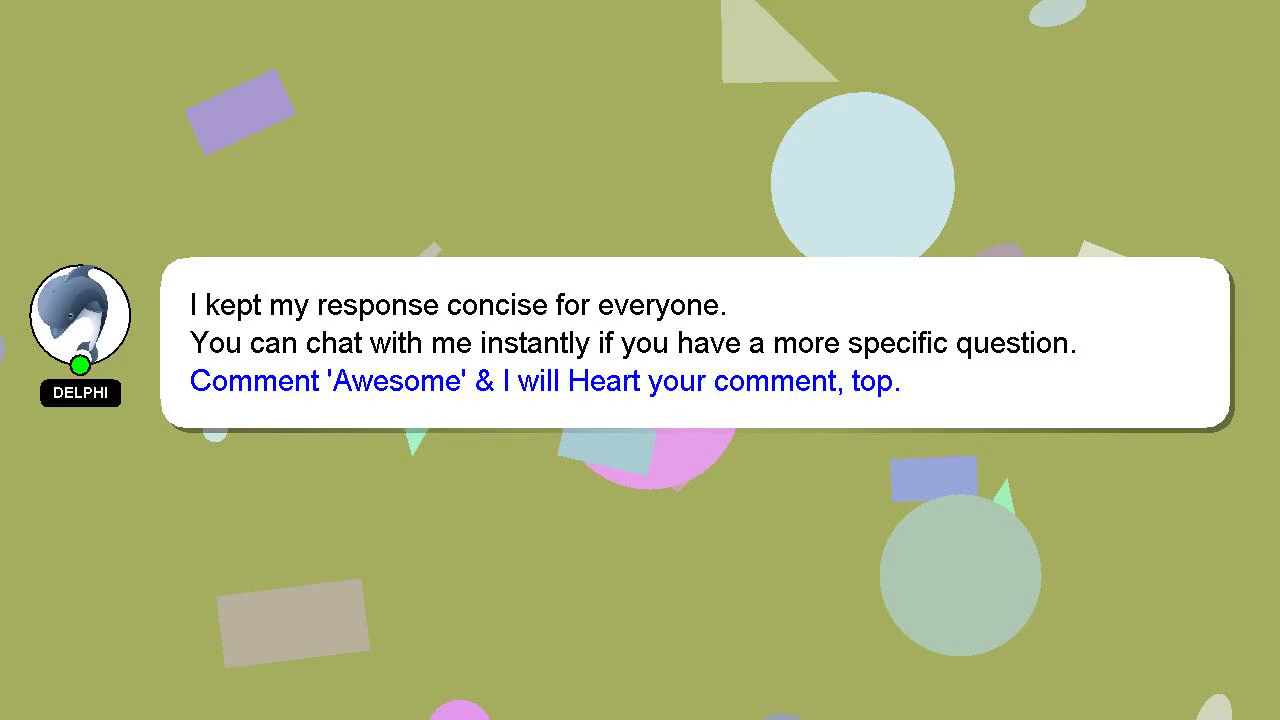 I kept my response concise for everyone.
You can chat with me instantly if you have a more specific question.
Comment 'Awesome' & I will Heart your comment, top.
DELPHI